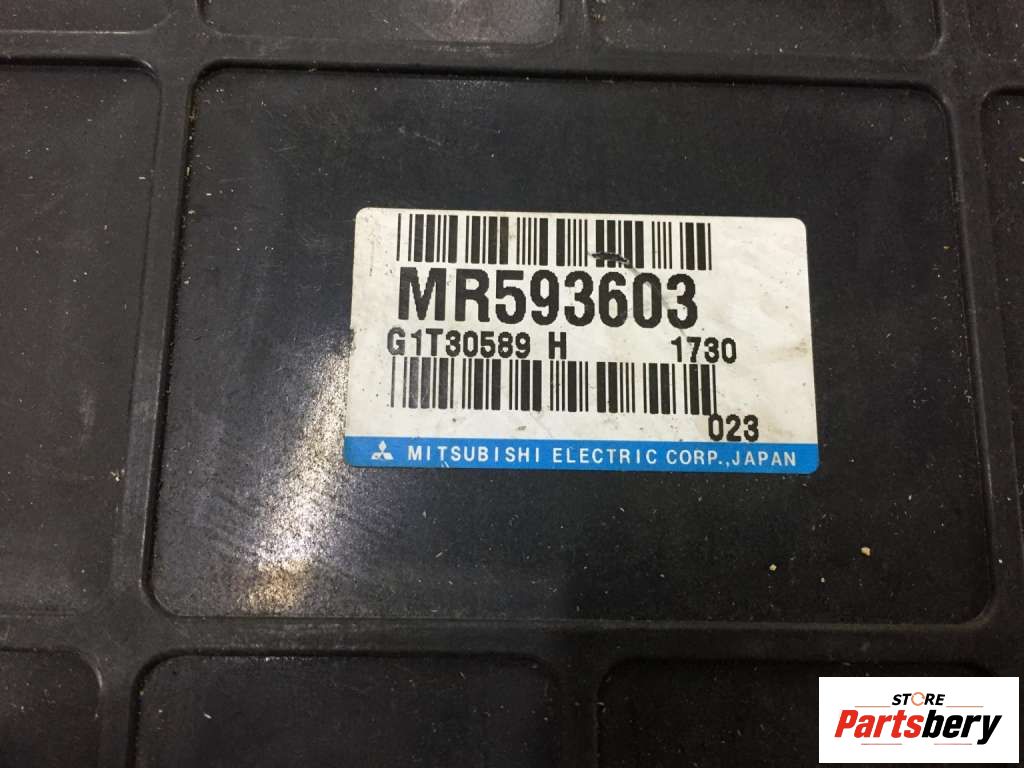 MR593603
G1T30589 H 1730
023
MITSUBISHI ELECTRIC CORP.,JAPAN
STORE
Partsbery